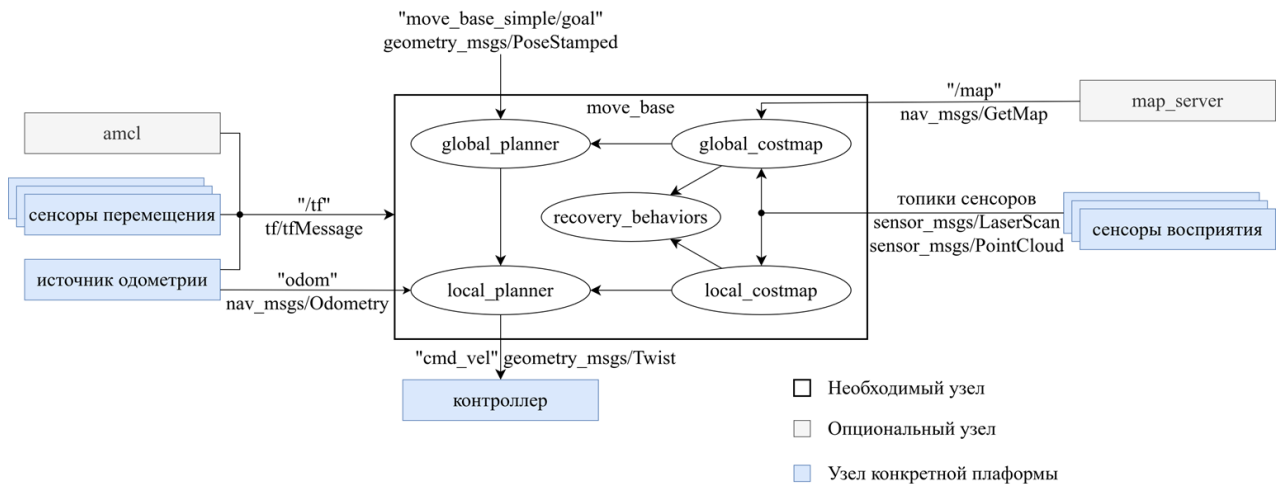 "move_base_simple/goal"
geometry_msgs/PoseStamped
amcl
сенсоры перемещения
источник одометрии
"/tf"
tf/tfMessage
"odom"
nav_msgs/Odometry
move_base
global_planner
global_costmap
recovery_behaviors
local_planner
local_costmap
"/map"
nav_msgs/GetMap
map_server
топики сенсоров
sensor_msgs/LaserScan
sensor_msgs/PointCloud
сенсоры восприятия
"cmd_vel" geometry_msgs/Twist
контроллер
Необходимый узел
Опциональный узел
Узел конкретной плаформы